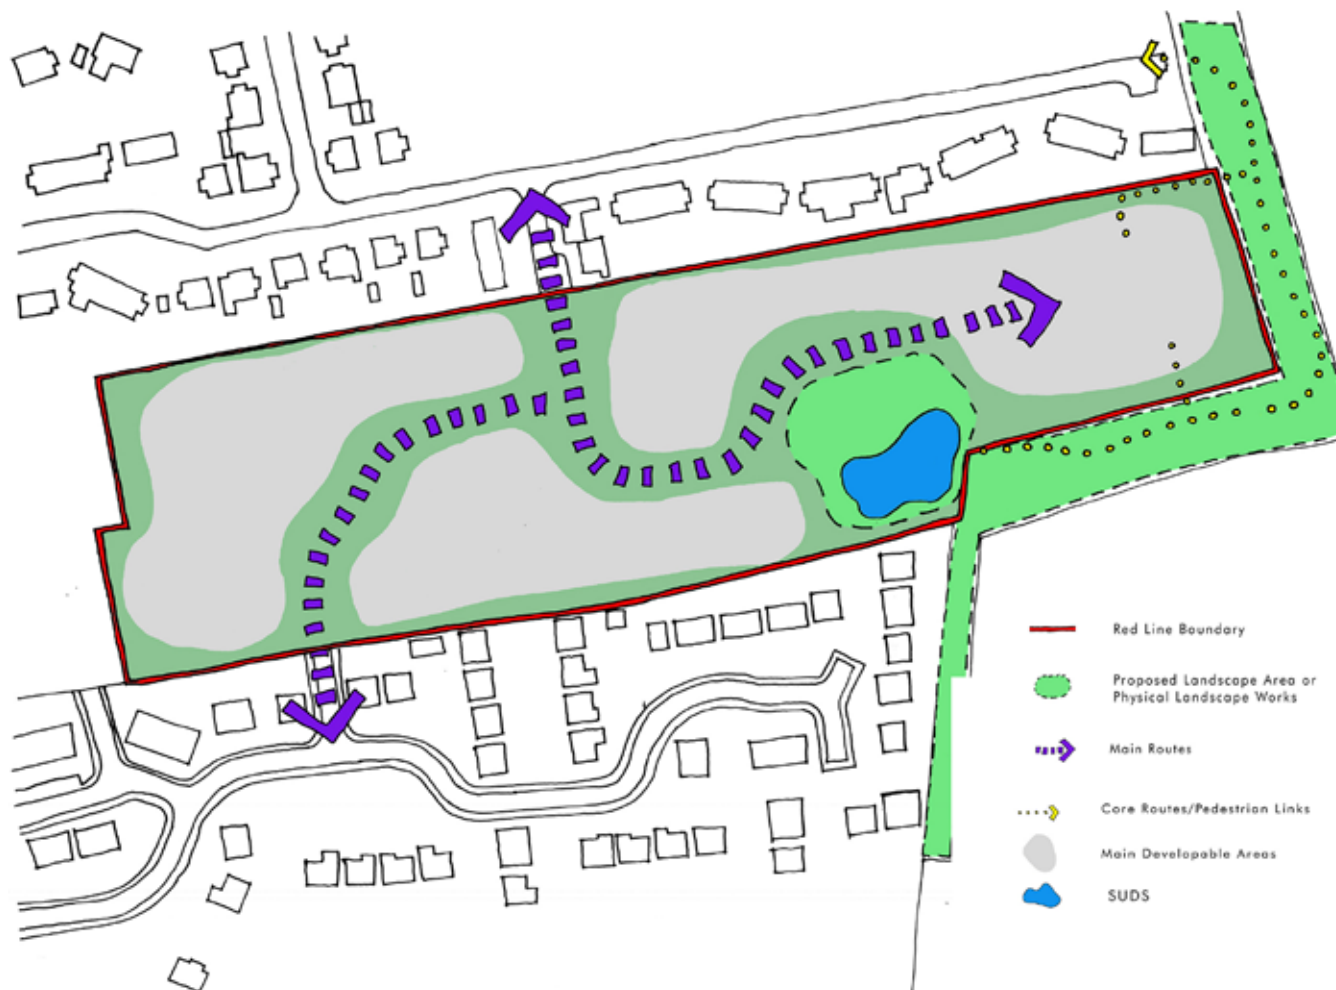 Red Line Boundary
Proposed Landscape Area or
Physical Landscape Works
Main Routes
Core Routes/Pedestrian Links
Main Developable Areas
SUDS